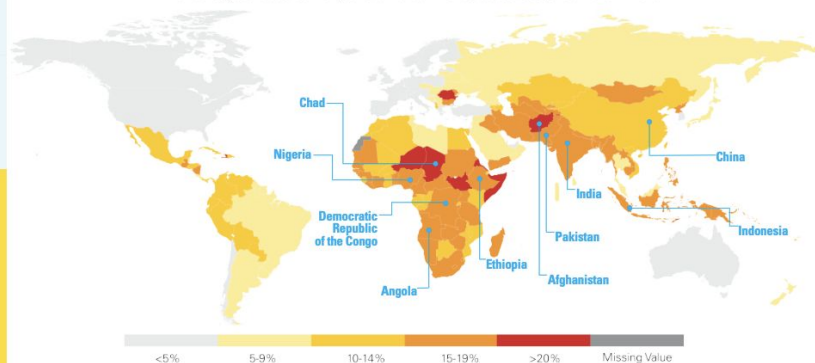 Chad
Nigeria
Democratic
Republic
of the Congo
Angola
Ethiopia
Afghanistan
Pakistan
India
China
Indonesia
<5%
5-9%
10-14%
15-19%
>20%
Missing Value